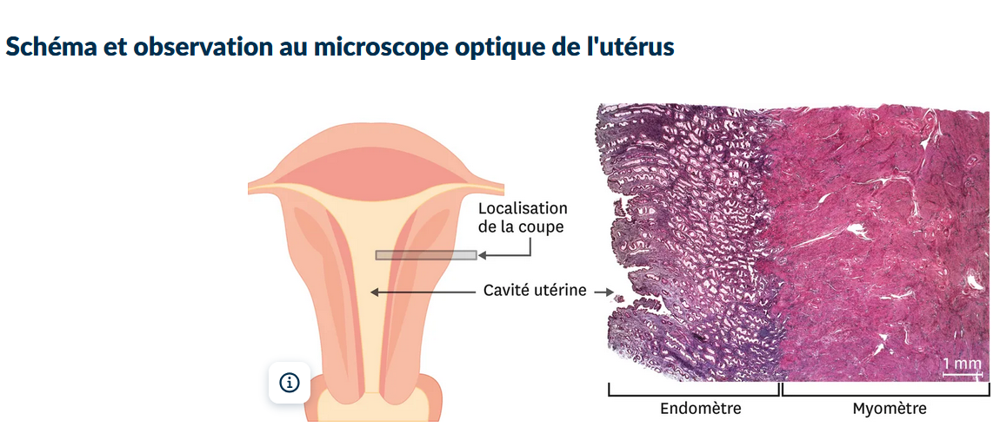 Schéma et observation au microscope optique de l'utérus
Localisation
de la coupe
Cavité utérine
1 mm
Endomètre
Myomètre